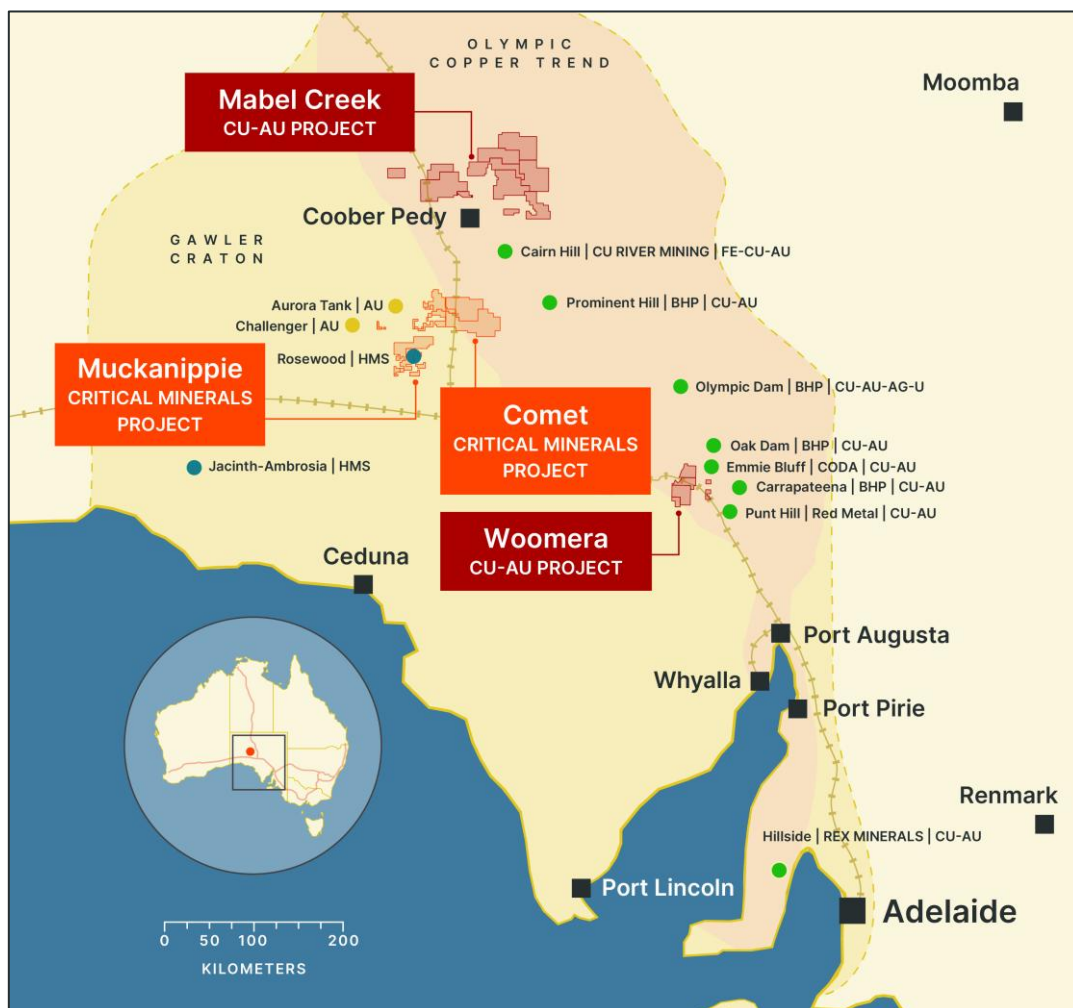 OLYMPIC
COPPER TREND
Moomba
Mabel Creek
CU-AU PROJECT
Coober Pedy
GAWLER
CRATON
Cairn Hill | CU RIVER MINING | FE-CU-AU
Aurora Tank | AU
Prominent Hill | BHP | CU-AU
Challenger | AU
Rosewood | HMS
Muckanippie
CRITICAL MINERALS
PROJECT
Olympic Dam | BHP | CU-AU-AG-U
Comet
CRITICAL MINERALS
PROJECT
Oak Dam | BHP | CU-AU
Jacinth-Ambrosia | HMS
Emmie Bluff | CODA | CU-AU
Carrapateena | BHP | CU-AU
Punt Hill | Red Metal | CU-AU
Woomera
CU-AU PROJECT
Ceduna
Port Augusta
Whyalla
Port Pirie
Renmark
Hillside | REX MINERALS | CU-AU
Port Lincoln
Adelaide
0 50 100 200
KILOMETERS